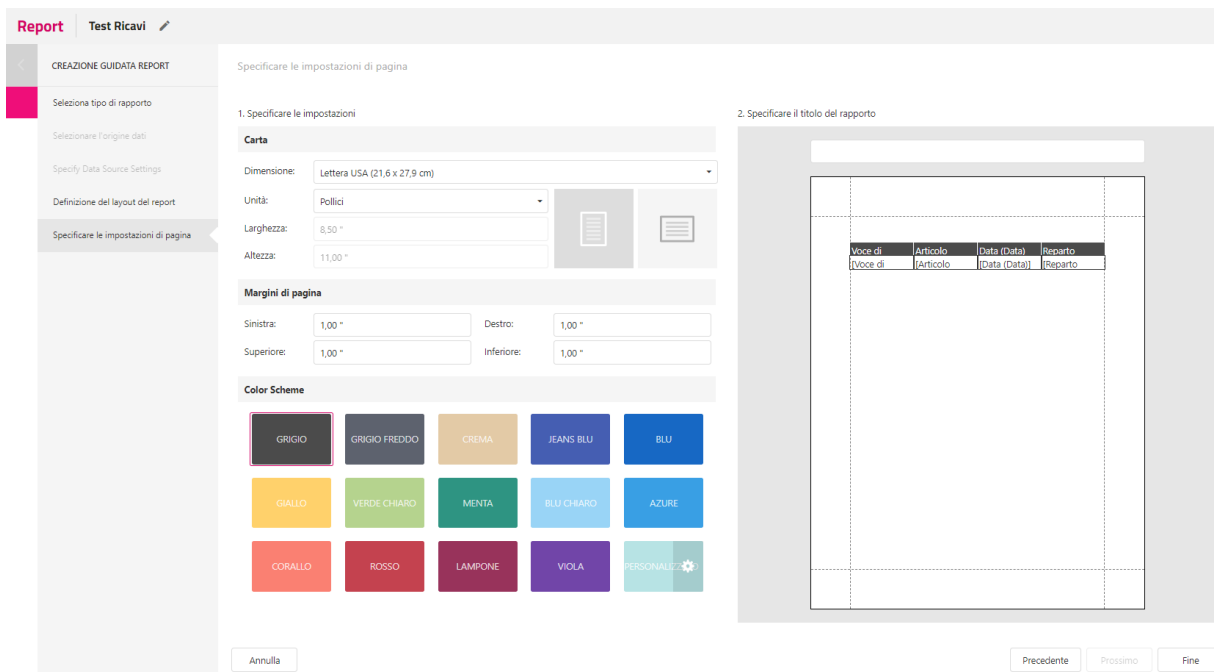 Report Test Ricavi
CREAZIONE GUIDATA REPORT
Seleziona tipo di rapporto
Selezionare l'origine dati
Specify Data Source Settings
Definizione del layout del report
Specificare le impostazioni di pagina
Specificare le impostazioni di pagina
1. Specificare le impostazioni
Carta
Dimensione: Lettera USA (21,6 x 27,9 cm)
Unità: Pollici
Larghezza: 8,50 "
Altezza: 11,00 "
Margini di pagina
Sinistra: 1,00 " Destro: 1,00 "
Superiore: 1,00 " Inferiore: 1,00 "
Color Scheme
GRIGIO GRIGIO FREDDO CREMA JEANS BLU BLU
GIALLO VERDE CHIARO MENTA BLU CHIARO AZURE
CORALLO ROSSO LAMPONE VIOLA
2. Specificare il titolo del rapporto
Voce di Articolo Data (Data) Reparto
[Voce di [Articolo [Data (Data)] [Reparto
Annulla Precedente Prossimo Fine